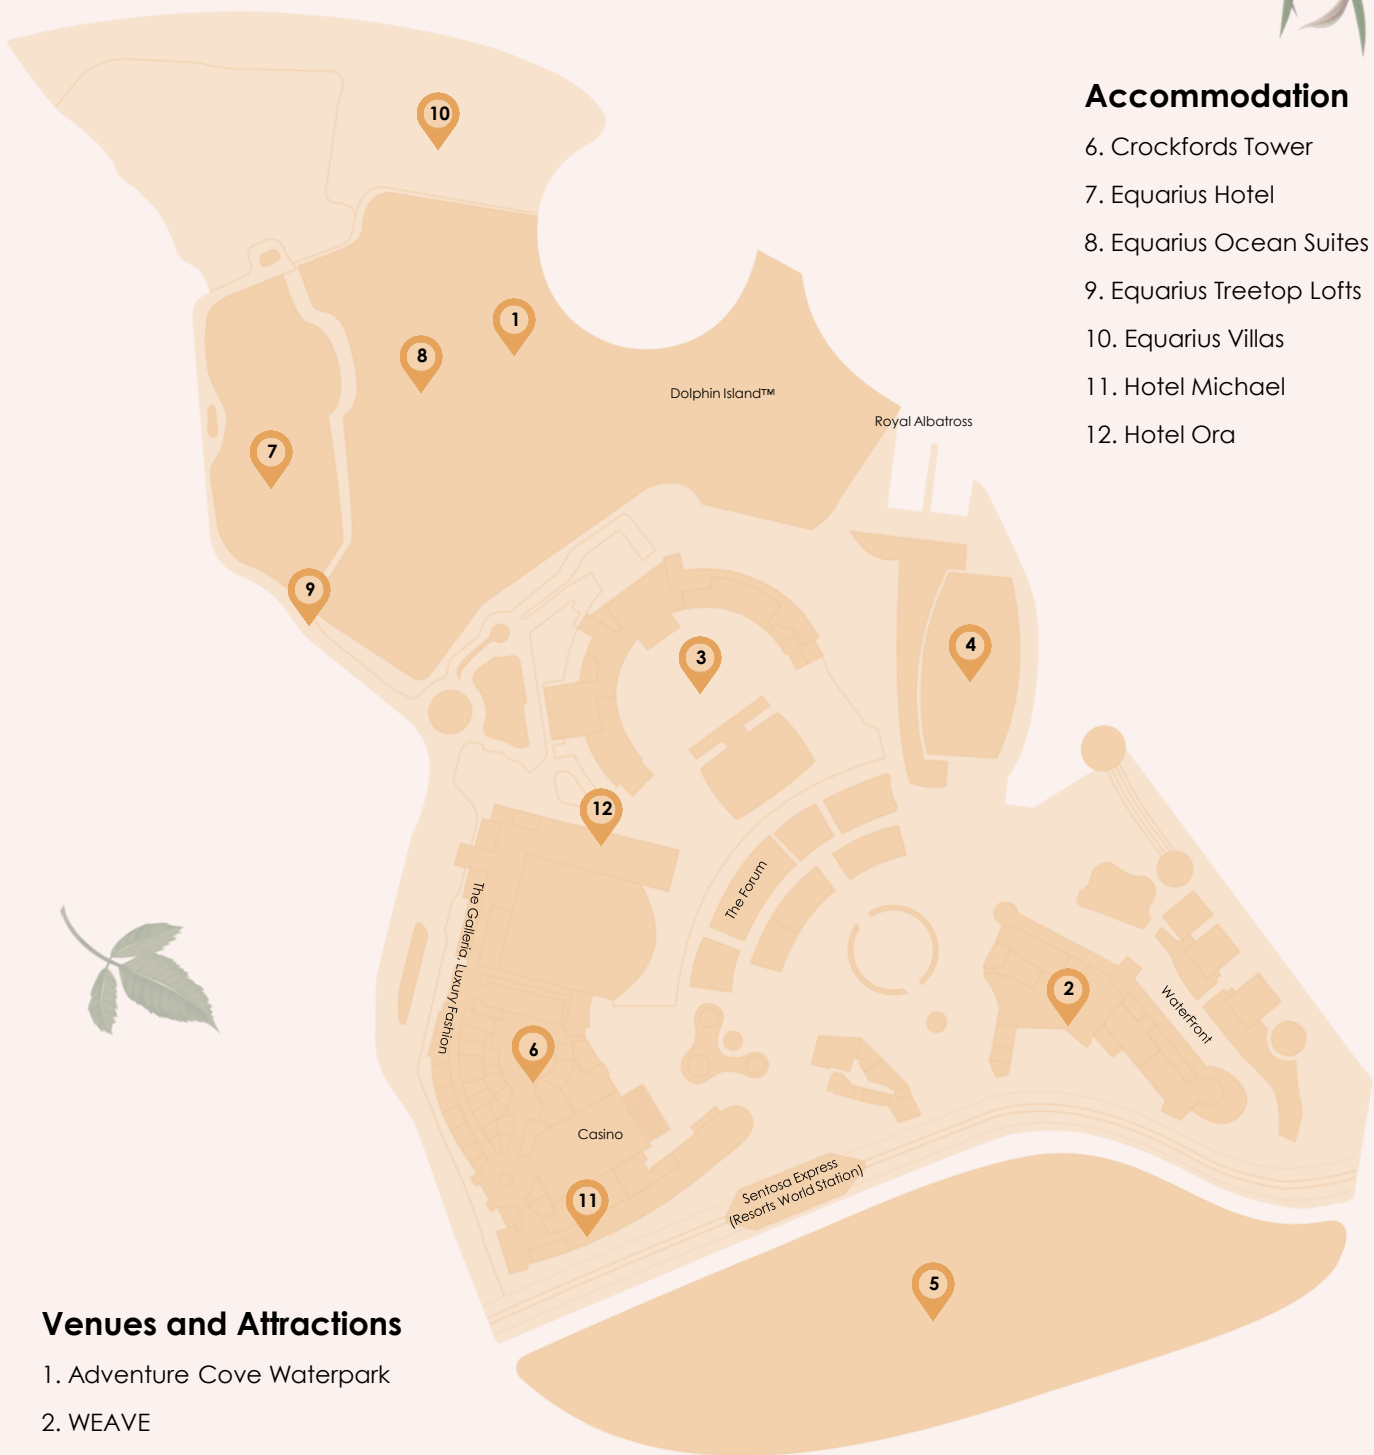 Accommodation
6. Crockfords Tower
7. Equarius Hotel
8. Equarius Ocean Suites
9. Equarius Treetop Lofts
10. Equarius Villas
11. Hotel Michael
12. Hotel Ora
10
1
8
Dolphin Island™
Royal Albatross
7
9
3
4
12
The Forum
The Galleria, Luxury Fashion
2
WaterFront
6
Casino
Sentosa Express
(Resorts World Station)
11
5
Venues and Attractions
1. Adventure Cove Waterpark
2. WEAVE